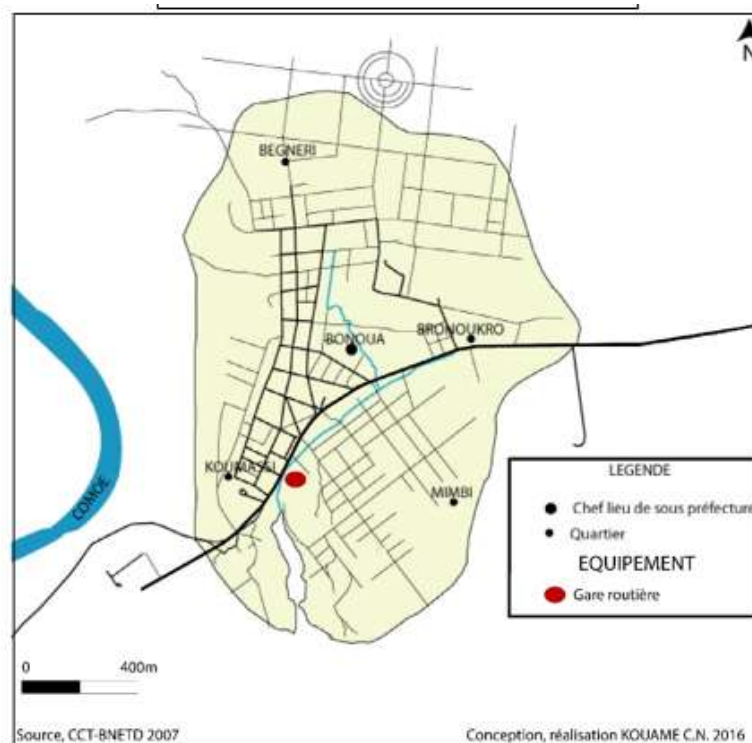 N
BEGNERI
BONOUA
BRONOUKRO
KOUMASSI
MIMBI
COMOE
LEGENDE
Chef lieu de sous préfecture
Quartier
EQUIPEMENT
Gare routière
0 400m
Source, CCT-BNETD 2007
Conception, réalisation KOUAME C.N. 2016